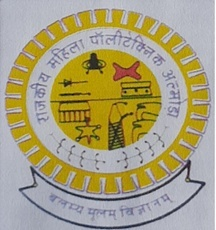 राजकीय महिला पॉलीटेक्निक अल्मोड़ा
बलस्य मूलम् विज्ञानम्